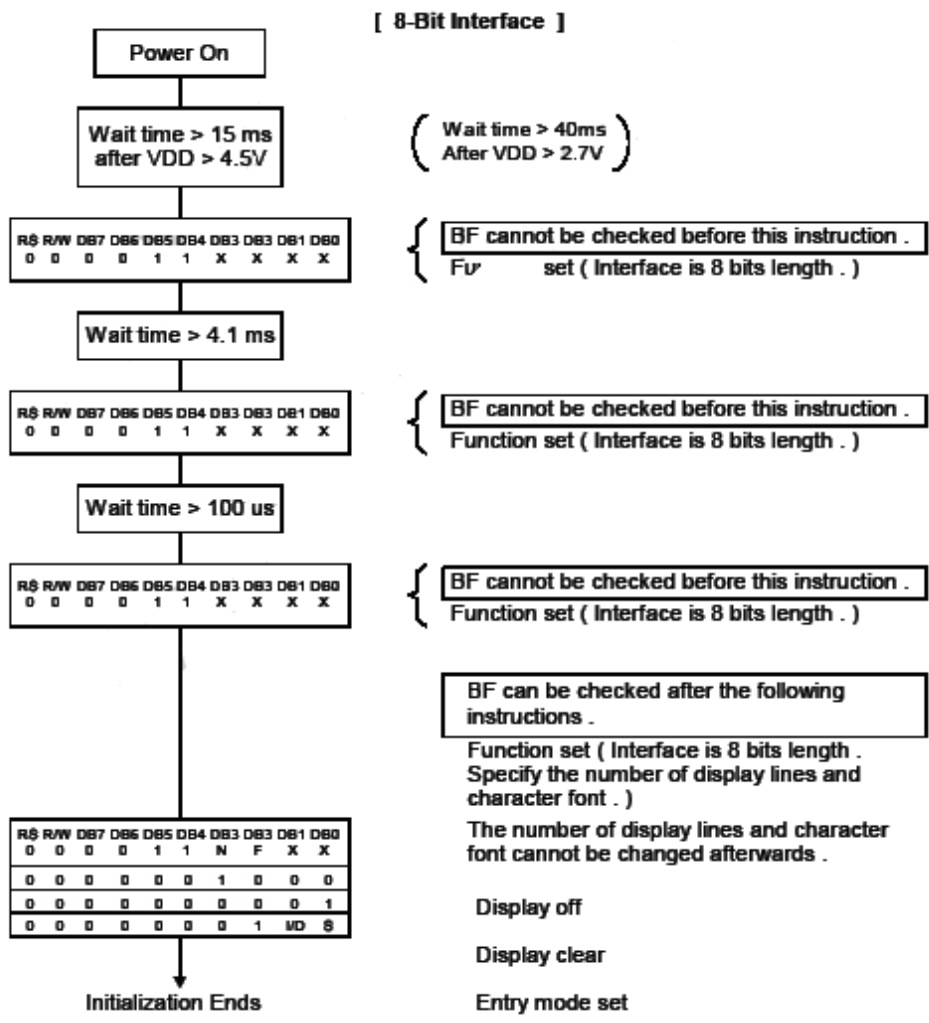 [ 8-Bit Interface ]
Power On
Wait time > 15 ms
after VDD > 4.5V
Wait time > 40ms
After VDD > 2.7V
RS R/W DB7 DB6 DB5 DB4 DB3 DB3 DB1 DB0
0 0 0 0 1 1 X X X X
BF cannot be checked before this instruction .
set ( Interface is 8 bits length . )
Wait time > 4.1 ms
RS R/W DB7 DB6 DB5 DB4 DB3 DB3 DB1 DB0
0 0 0 0 1 1 X X X X
BF cannot be checked before this instruction .
Function set ( Interface is 8 bits length . )
Wait time > 100 us
RS R/W DB7 DB6 DB5 DB4 DB3 DB3 DB1 DB0
0 0 0 0 1 1 X X X X
BF cannot be checked before this instruction .
Function set ( Interface is 8 bits length . )
BF can be checked after the following
instructions .
Function set ( Interface is 8 bits length .
Specify the number of display lines and
character font . )
The number of display lines and character
font cannot be changed afterwards .
RS R/W DB7 DB6 DB5 DB4 DB3 DB3 DB1 DB0
0 0 0 0 1 1 N F X X
0 0 0 0 0 0 1 0 0 0
0 0 0 0 0 0 0 0 0 1
0 0 0 0 0 0 0 1 I/D S
Display off
Display clear
Entry mode set
Initialization Ends